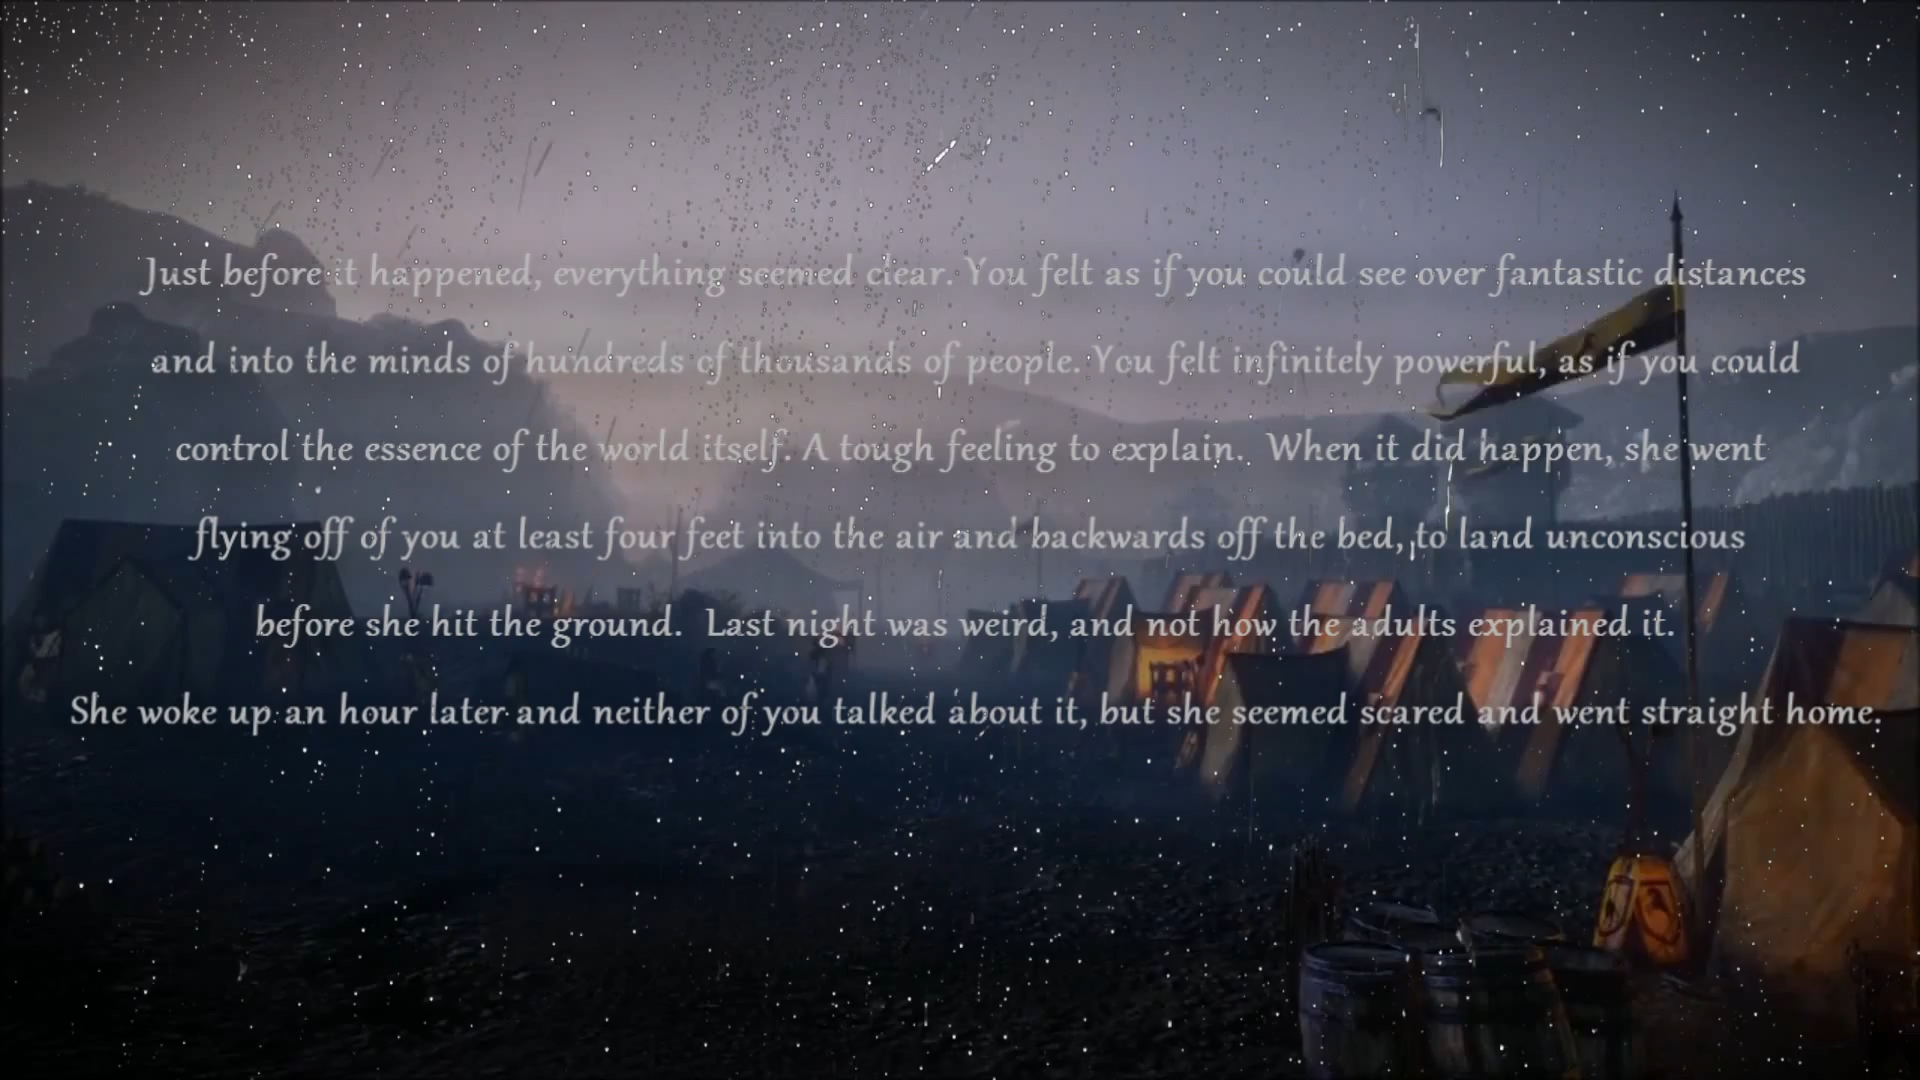 Just before it happened, everything seemed clear. You felt as if you could see over fantastic distances
and into the minds of hundreds of thousands of people. You felt infinitely powerful, as if you could
control the essence of the world itself. A tough feeling to explain.  When it did happen, she went
flying off of you at least four feet into the air and backwards off the bed, to land unconscious
before she hit the ground.  Last night was weird, and not how the adults explained it.
She woke up an hour later and neither of you talked about it, but she seemed scared and went straight home.